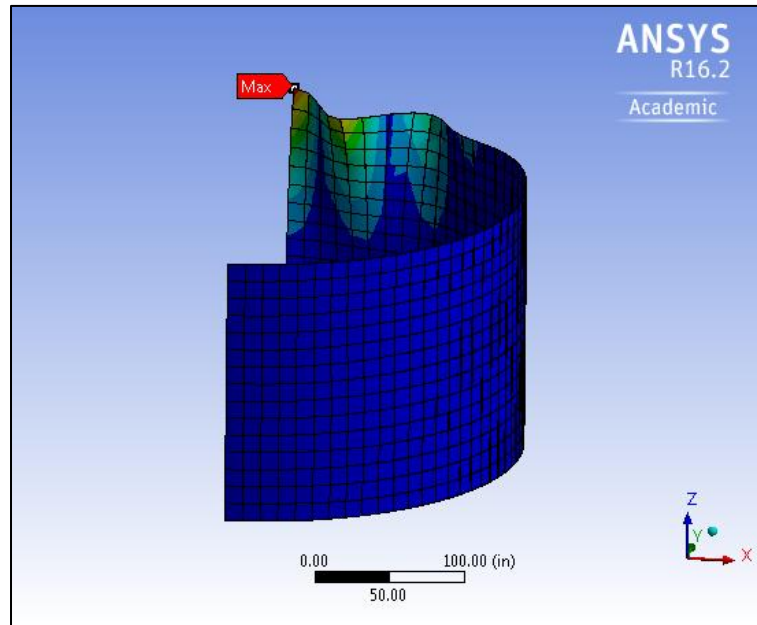 ANSYS
R16.2
Academic
Max
0.00 100.00 (in)
50.00
Z
Y
X